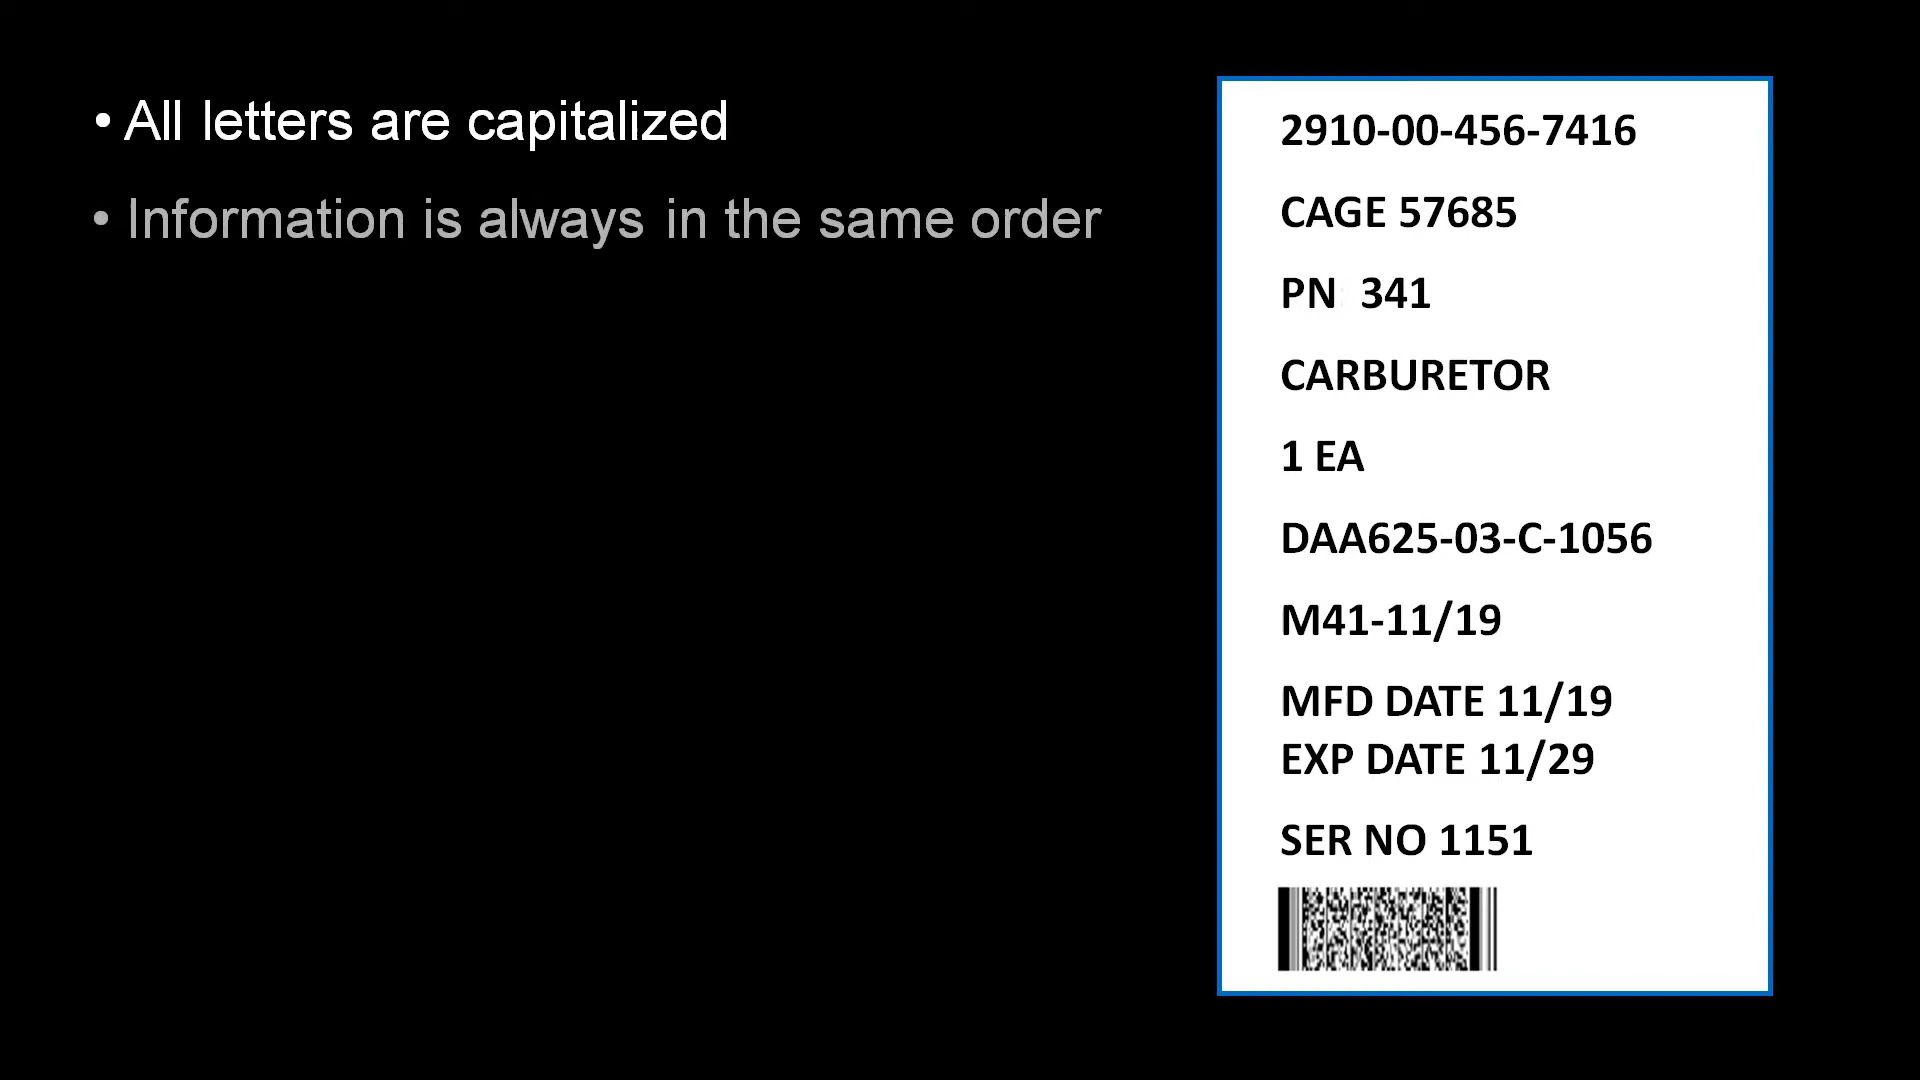 • All letters are capitalized
• Information is always in the same order
2910-00-456-7416
CAGE 57685
PN  341
CARBURETOR
1 EA
DAA625-03-C-1056
M41-11/19
MFD DATE 11/19
EXP DATE 11/29
SER NO 1151